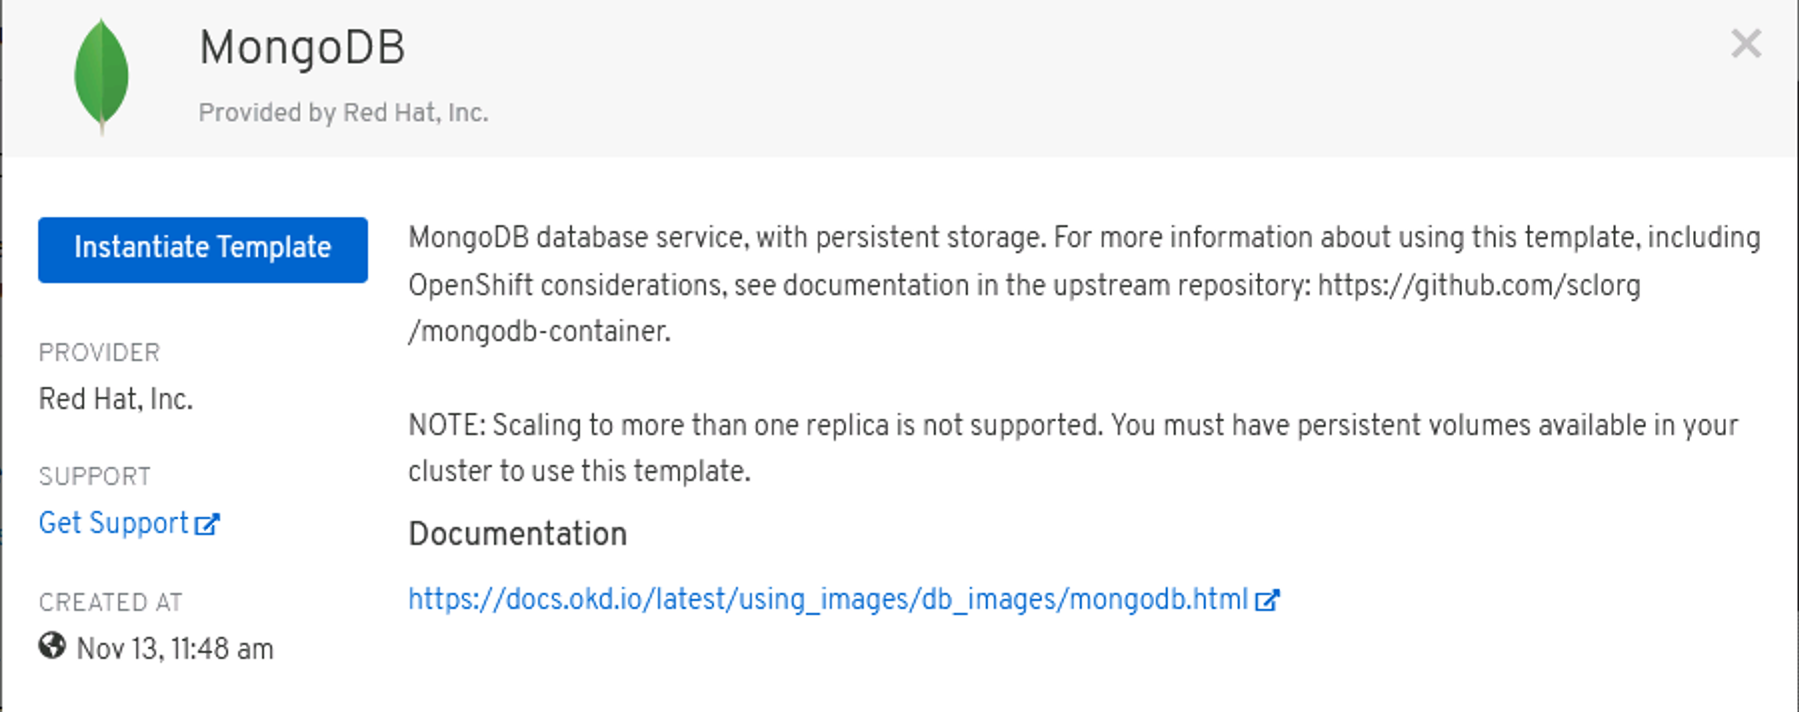 MongoDB
Provided by Red Hat, Inc.
Instantiate Template
PROVIDER
Red Hat, Inc.
SUPPORT
Get Support
CREATED AT
Nov 13, 11:48 am
MongoDB database service, with persistent storage. For more information about using this template, including
OpenShift considerations, see documentation in the upstream repository: https://github.com/sclorg
/mongodb-container.
NOTE: Scaling to more than one replica is not supported. You must have persistent volumes available in your
cluster to use this template.
Documentation
https://docs.okd.io/latest/using_images/db_images/mongodb.html